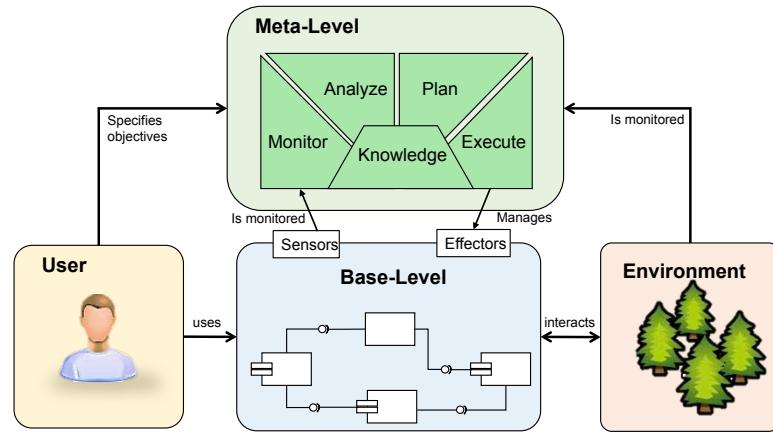 Meta-Level
Analyze
Plan
Monitor
Knowledge
Execute
Specifies
objectives
Is monitored
Is monitored
Manages
Sensors
Effectors
User
Base-Level
Environment
uses
interacts